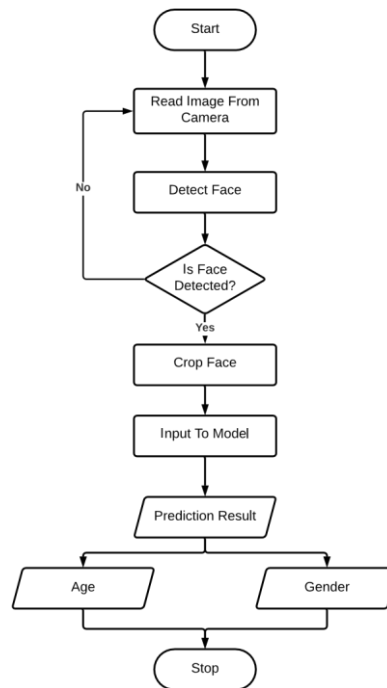 Start
Read Image From
Camera
No
Detect Face
Is Face
Detected?
Yes
Crop Face
Input To Model
Prediction Result
Age
Gender
Stop